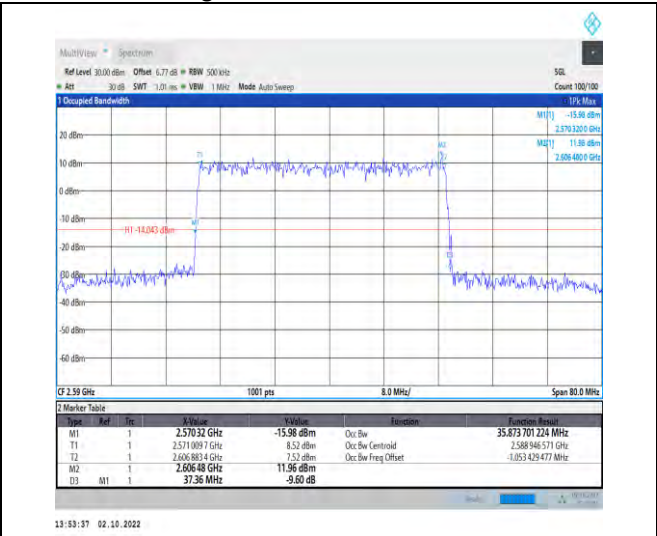 MultiView Spectrum
Ref Level 30.00 dBm Offset 6.77 dB RBW 500 kHz SGL
Att 30 dB SWT 1.01 ms VBW 1 MHz Mode Auto Sweep Count 100/100
1 Occupied Bandwidth 1Pk Max
M1[1] -15.98 dBm
2.570 320 0 GHz
20 dBm
M2[1] 11.96 dBm
M2
2.606 480 0 GHz
T1
10 dBm
0 dBm
-10 dBm
M1
H1 -14.043 dBm
-20 dBm
-30 dBm
-40 dBm
-50 dBm
-60 dBm
CF 2.59 GHz 1001 pts 8.0 MHz/ Span 80.0 MHz
2 Marker Table
Type Ref Trc X-Value Y-Value Function Function Result
M1 1 2.570 32 GHz -15.98 dBm Occ Bw 35.873 701 224 MHz
T1 1 2.571 009 7 GHz 8.52 dBm Occ Bw Centroid 2.588 946 571 GHz
T2 1 2.606 883 4 GHz 7.52 dBm Occ Bw Freq Offset -1.053 429 477 MHz
M2 1 2.606 48 GHz 11.96 dBm
D3 M1 1 37.36 MHz -9.60 dB
13:53:37 02.10.2022